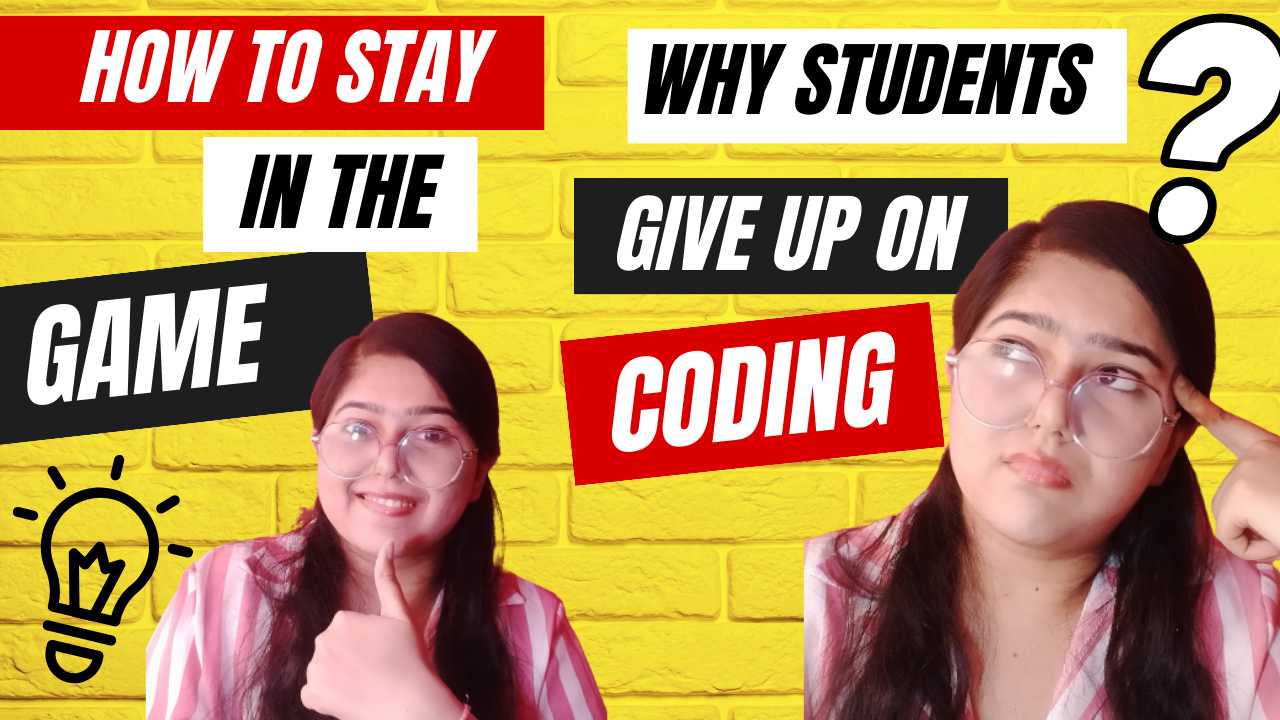 HOW TO STAY
IN THE
GAME
WHY STUDENTS
GIVE UP ON
CODING
?